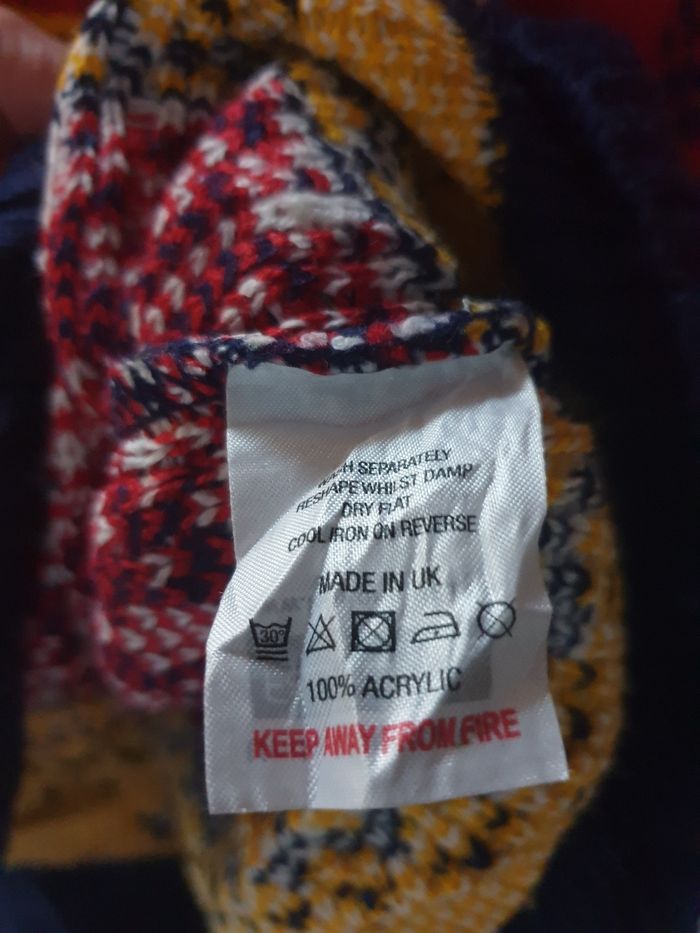 SEPARATELY
RESHAPE WHILST DAMP
DRY FLAT
COOL IRON ON REVERSE
MADE IN UK
30°
100% ACRYLIC
KEEP AWAY FROM FIRE